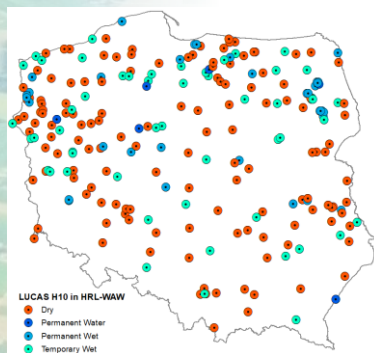 LUCAS H10 in HRL-WAW
Dry
Permanent Water
Permanent Wet
Temporary Wet